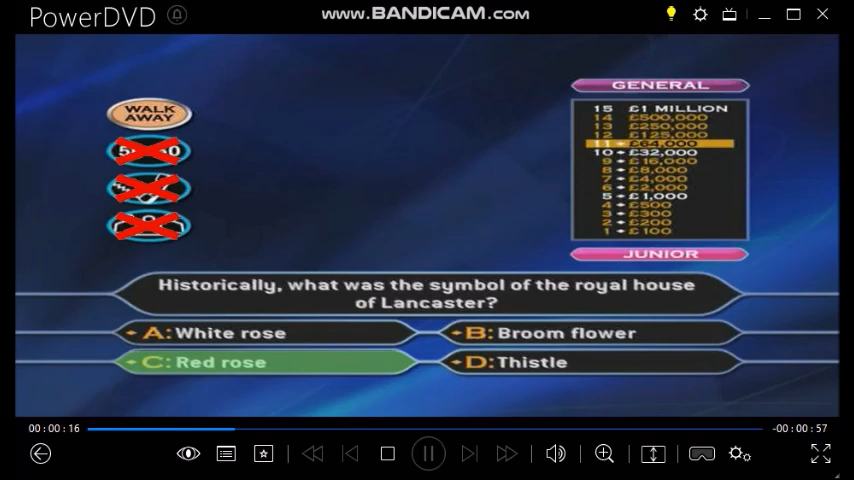 PowerDVD
www.BANDICAM.com
WALK
AWAY
GENERAL
15 £1 MILLION
14 £500,000
13 £250,000
12 £125,000
11 £64,000
10 £32,000
9 £16,000
8 £8,000
7 £4,000
6 £2,000
5 £1,000
4 £500
3 £300
2 £200
1 £100
JUNIOR
Historically, what was the symbol of the royal house
of Lancaster?
A: White rose
B: Broom flower
C: Red rose
D: Thistle
00:00:16
-00:00:57